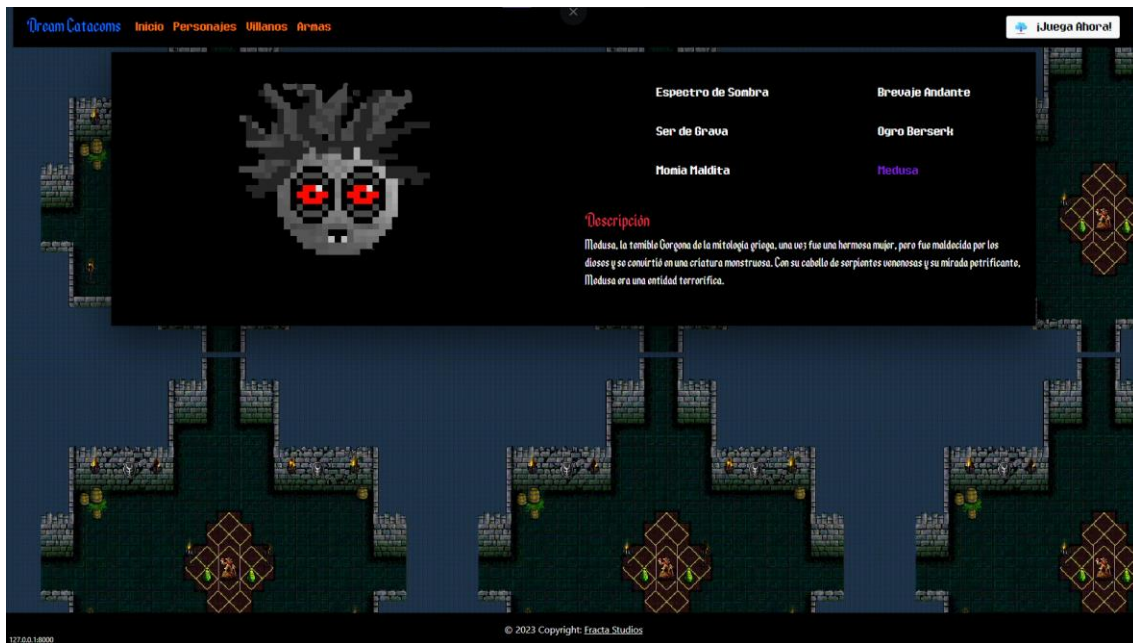 Dream Catacoms Inicio Personajes Villanos Armas ¡Juega Ahora!
Espectro de Sombra Brevaje Andante
Ser de Grava Ogro Berserk
Momia Maldita Medusa
Descripción
Medusa, la temible Gorgona de la mitología griega, una vez fue una hermosa mujer, pero fue maldecida por los
dioses y se convirtió en una criatura monstruosa. Con su cabello de serpientes venenosas y su mirada petrificante,
Medusa era una entidad terrorífica.
© 2023 Copyright: Fracta Studios
127.0.0.1:8000